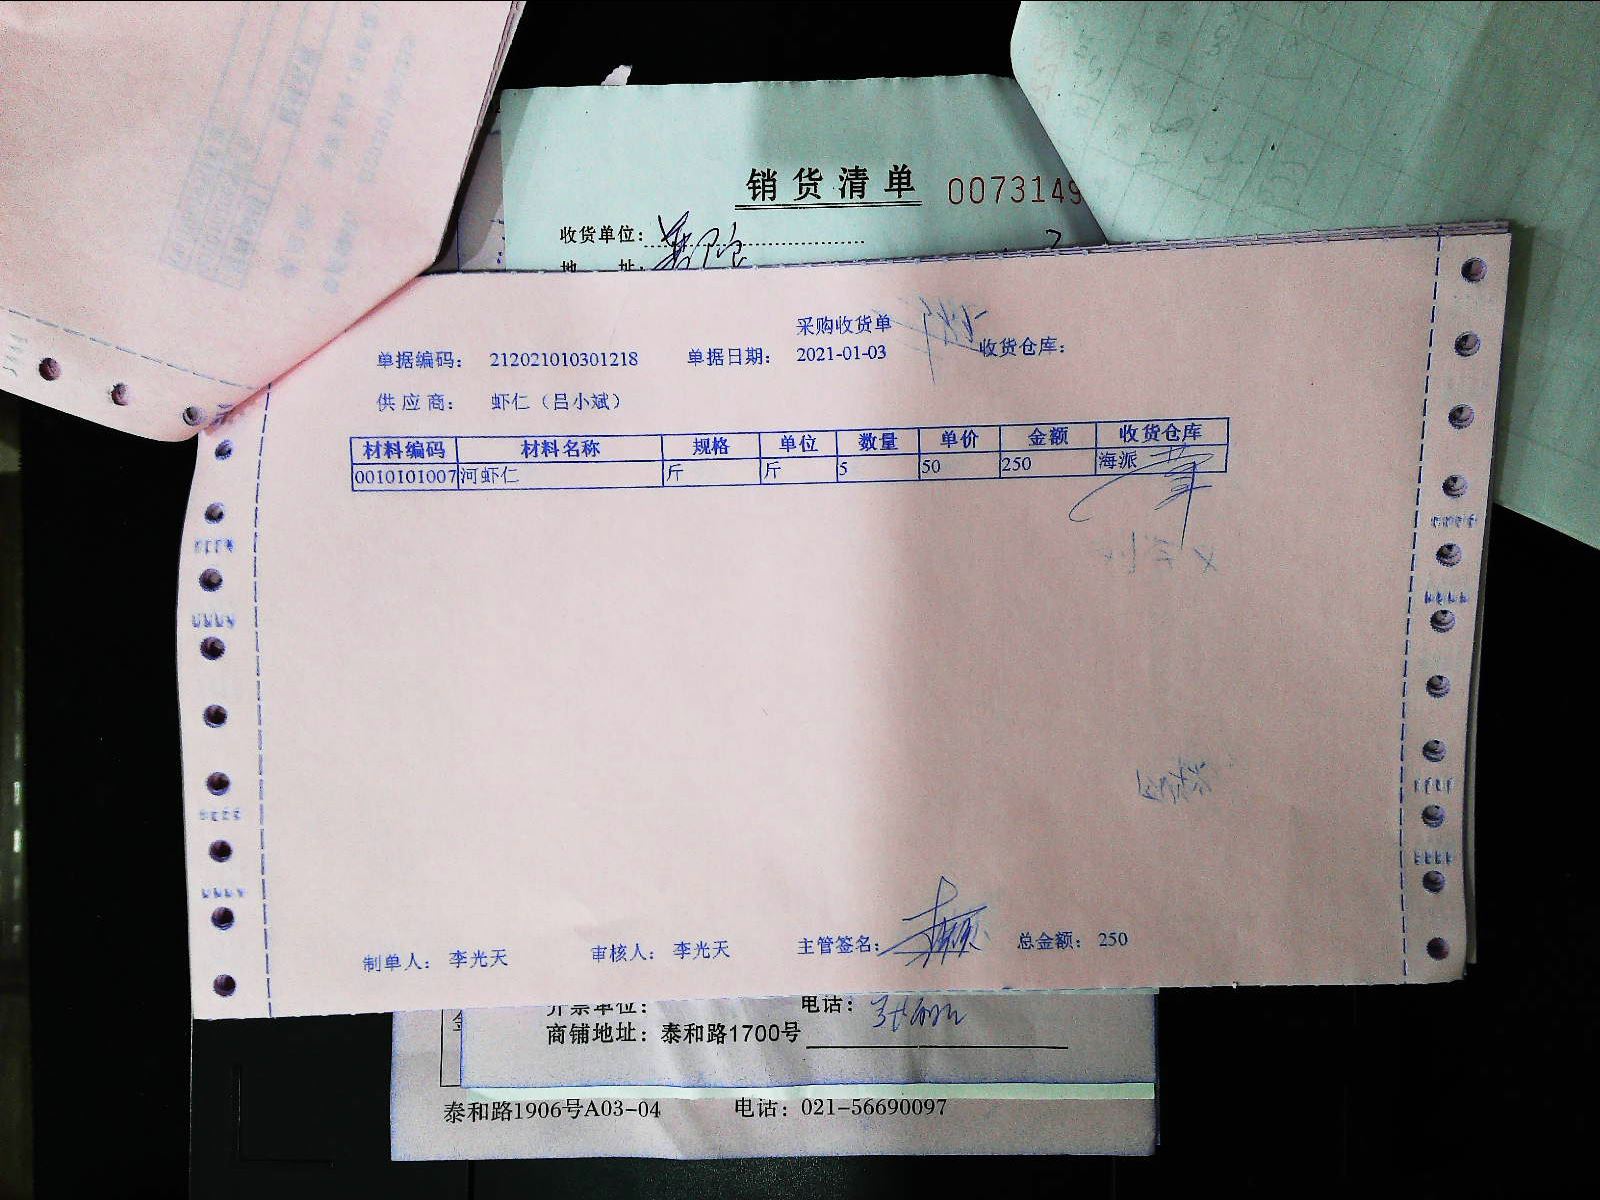 销货清单 0073149
收货单位:
地 址:
采购收货单
单据编码: 212021010301218 单据日期: 2021-01-03 收货仓库:
供应商: 虾仁（吕小斌）
材料编码 材料名称 规格 单位 数量 单价 金额 收货仓库
0010101007 河虾仁 斤 斤 5 50 250 海派
制单人: 李光天 审核人: 李光天 主管签名: 总金额: 250
开票单位: 电话:
商铺地址: 泰和路1700号
泰和路1906号A03-04 电话: 021-56690097